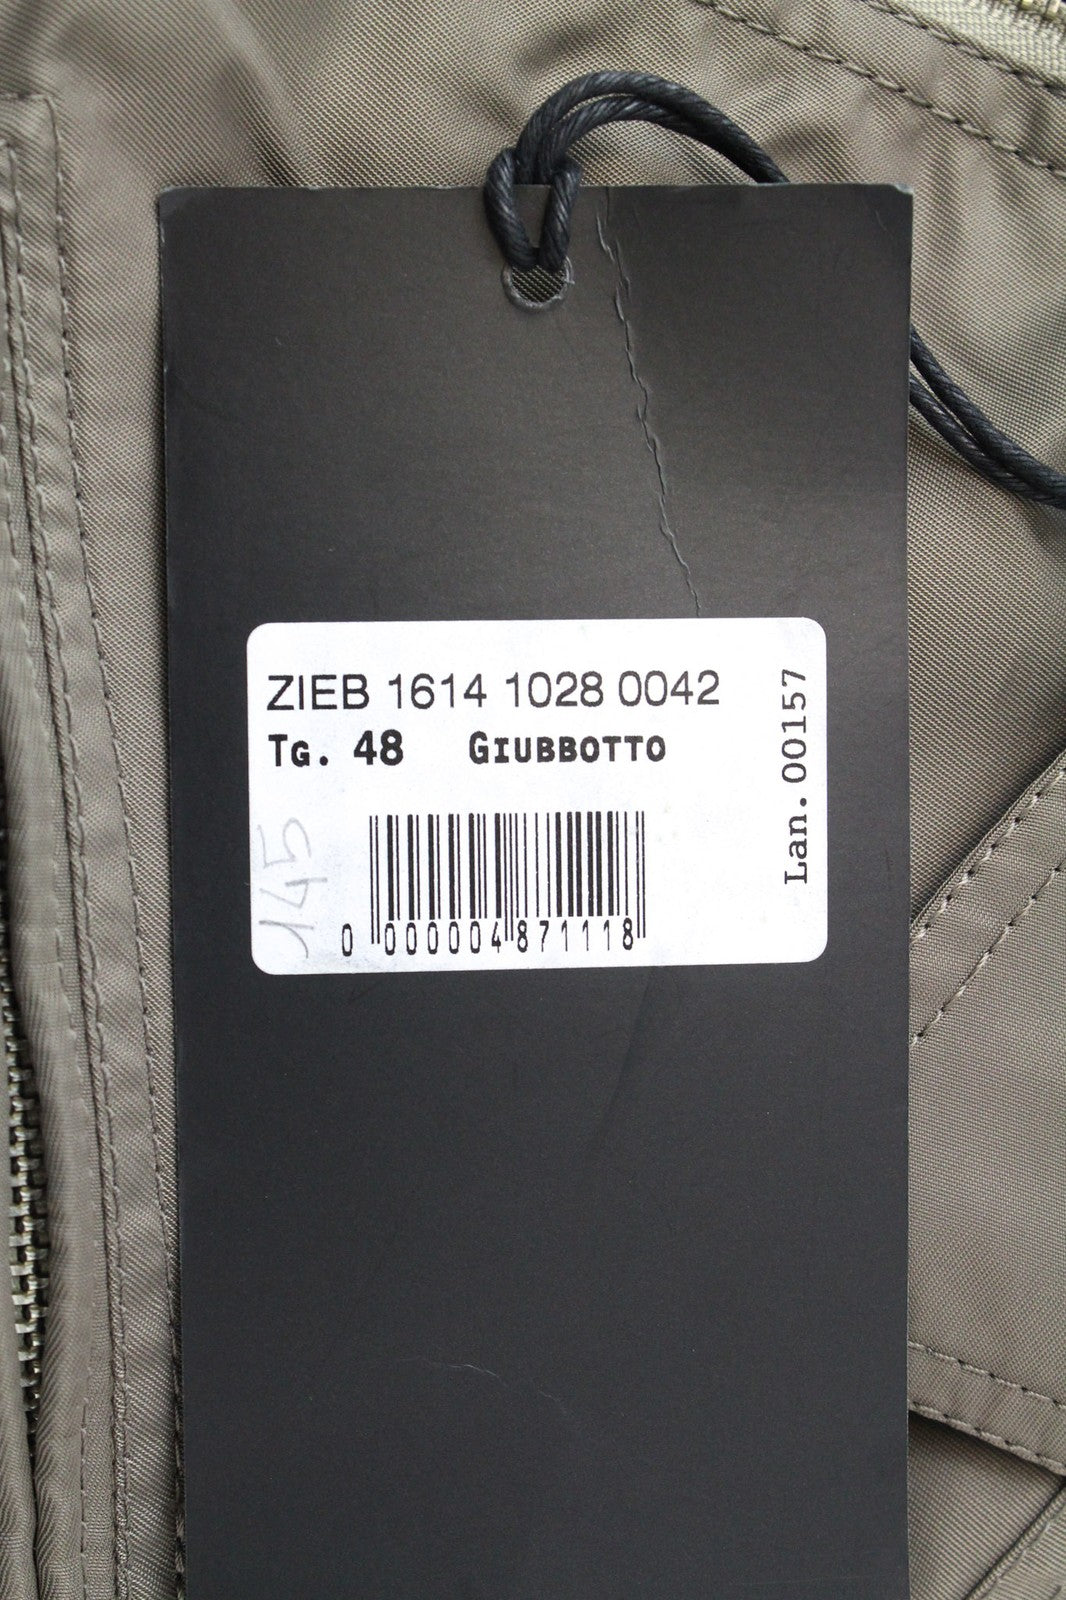 ZIEB 1614 1028 0042
Tg. 48 GIUBBOTTO
Lan. 00157
145
0 000004 871118